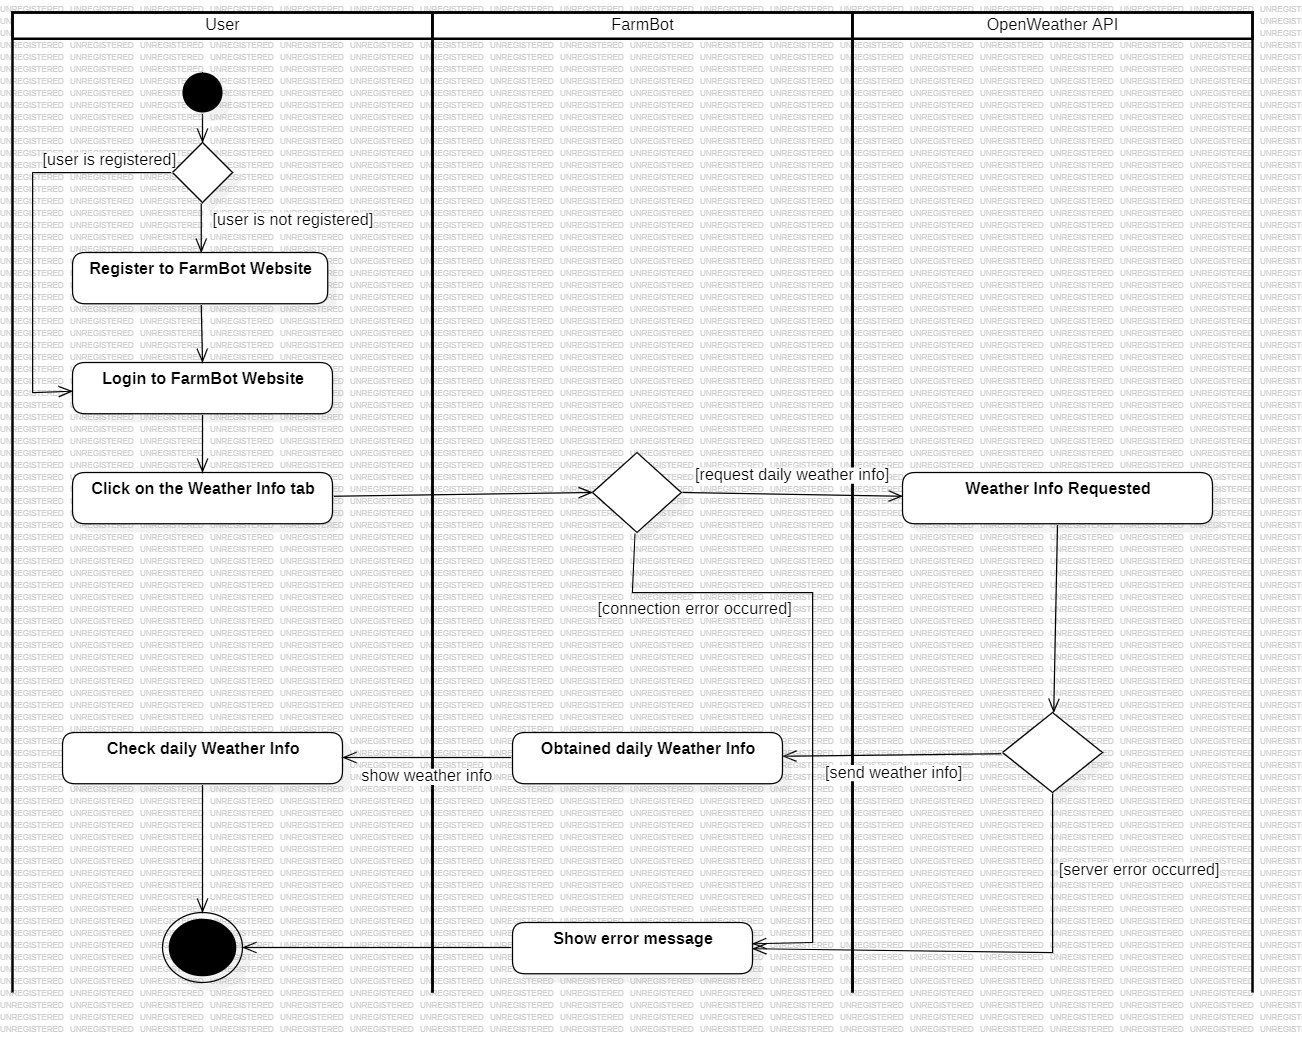 User
FarmBot
OpenWeather API
[user is registered]
[user is not registered]
Register to FarmBot Website
Login to FarmBot Website
Click on the Weather Info tab
[request daily weather info]
Weather Info Requested
[connection error occurred]
Check daily Weather Info
show weather info
Obtained daily Weather Info
[send weather info]
[server error occurred]
Show error message
UNREGISTERED